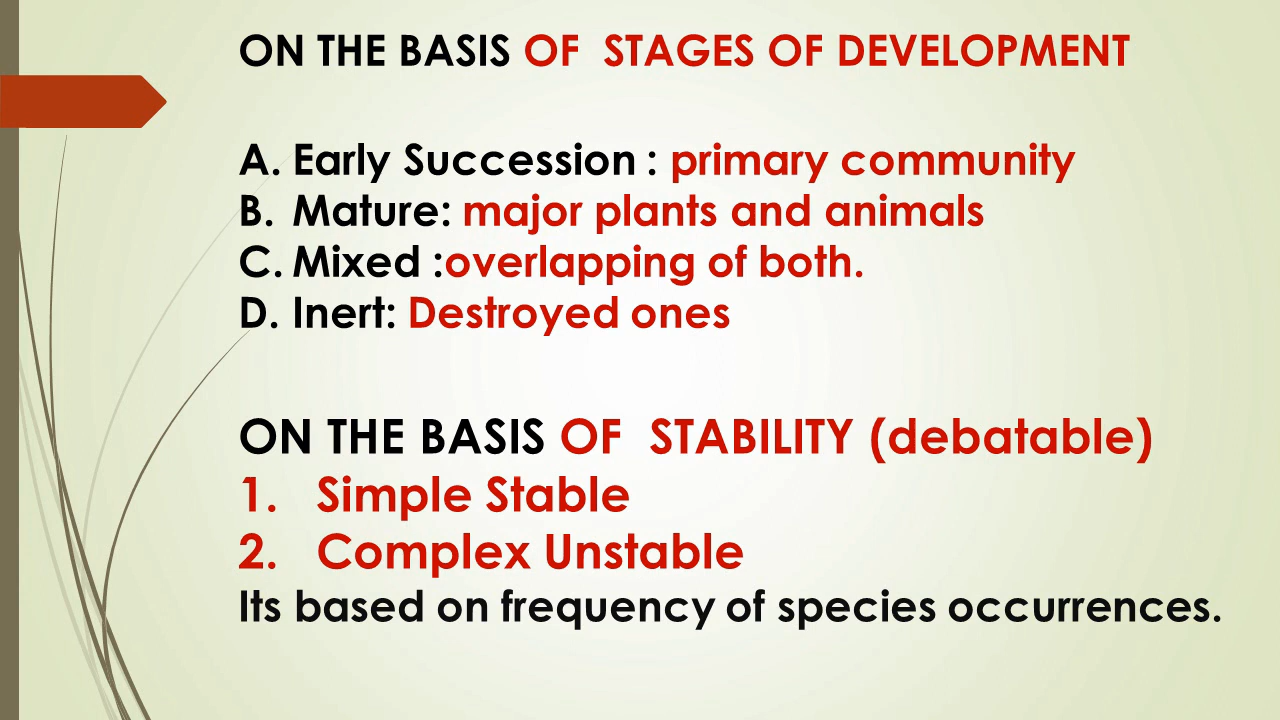 ON THE BASIS OF STAGES OF DEVELOPMENT
A. Early Succession : primary community
B. Mature: major plants and animals
C. Mixed :overlapping of both.
D. Inert: Destroyed ones
ON THE BASIS OF STABILITY (debatable)
1. Simple Stable
2. Complex Unstable
Its based on frequency of species occurrences.